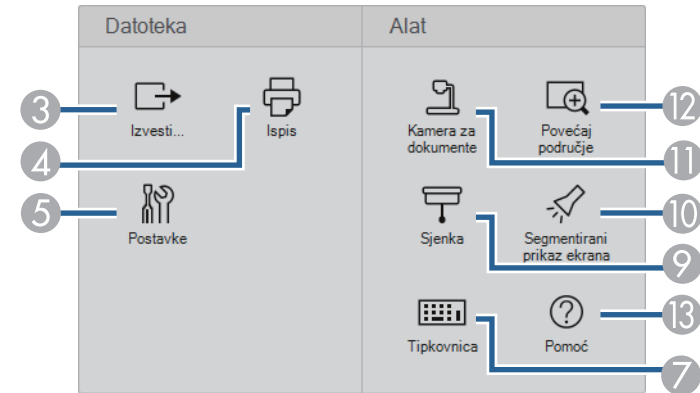 Datoteka
Alat
3
Izvesti...
4
Ispis
5
Postavke
Kamera za
dokumente
11
Povećaj
područje
12
Sjenka
9
Segmentirani
prikaz ekrana
10
Tipkovnica
7
Pomoć
13